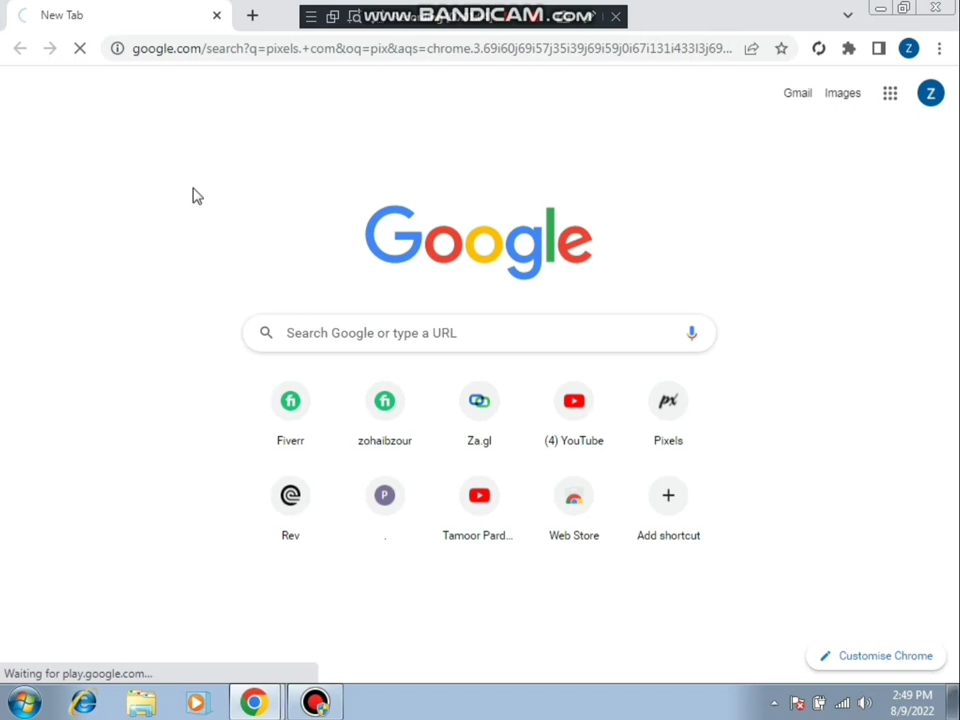 New Tab
WWW.BANDICAM.COM
google.com/search?q=pixels.+com&oq=pix&aqs=chrome.3.69i60j69i57j35i39j69i59j0i67i131i433l3j69...
Z
Gmail
Images
Z
Google
Search Google or type a URL
Fiverr
zohaibzour
Za.gl
(4) YouTube
Pixels
Rev
.
Tamoor Pard...
Web Store
Add shortcut
Customise Chrome
Waiting for play.google.com...
2:49 PM
8/9/2022